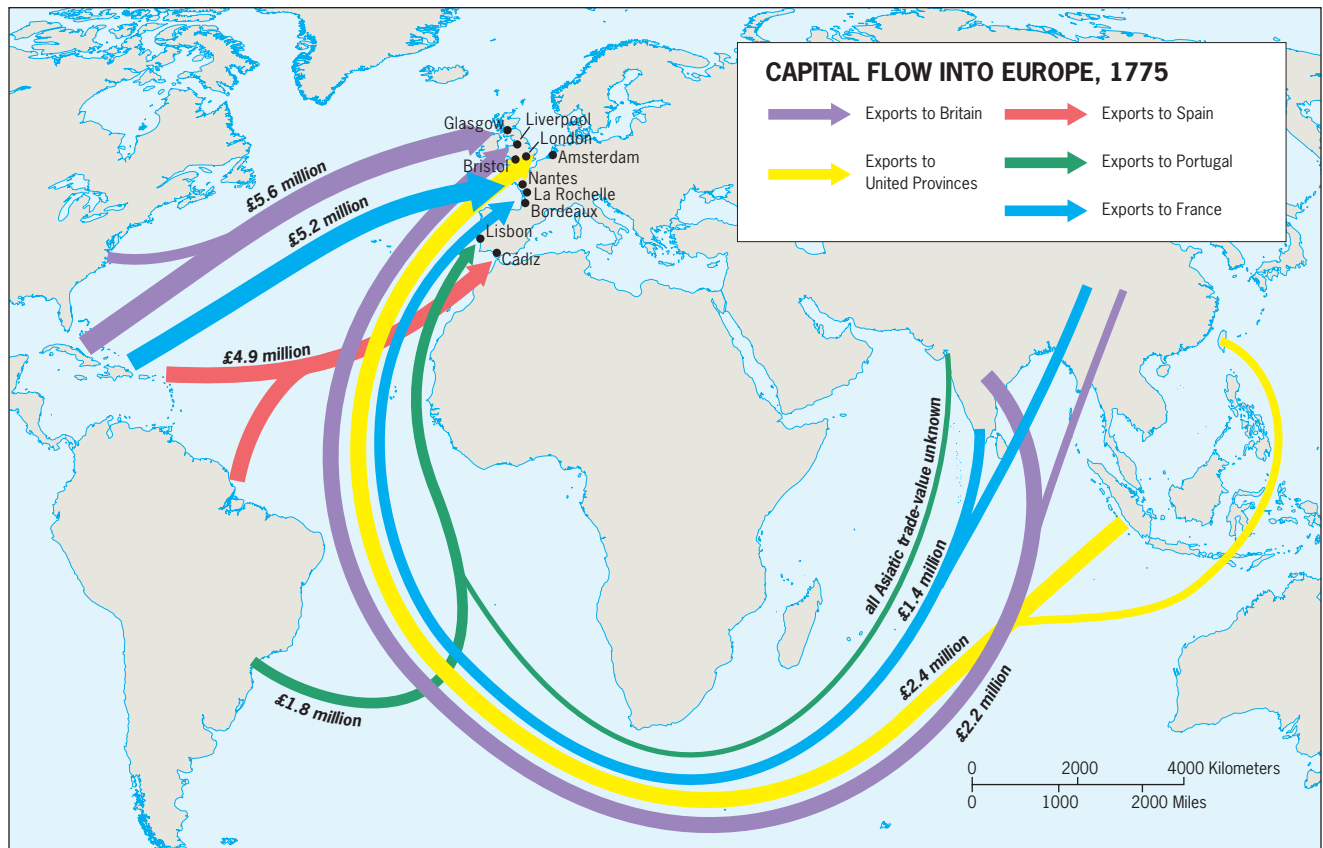 CAPITAL FLOW INTO EUROPE, 1775
Exports to Britain
Exports to Spain
Exports to
United Provinces
Exports to Portugal
Exports to France
Glasgow
Liverpool
London
Bristol
Amsterdam
Nantes
La Rochelle
Bordeaux
Lisbon
Cádiz
£5.6 million
£5.2 million
£4.9 million
£1.8 million
all Asiatic trade-value unknown
£1.4 million
£2.4 million
£2.2 million
0 2000 4000 Kilometers
0 1000 2000 Miles